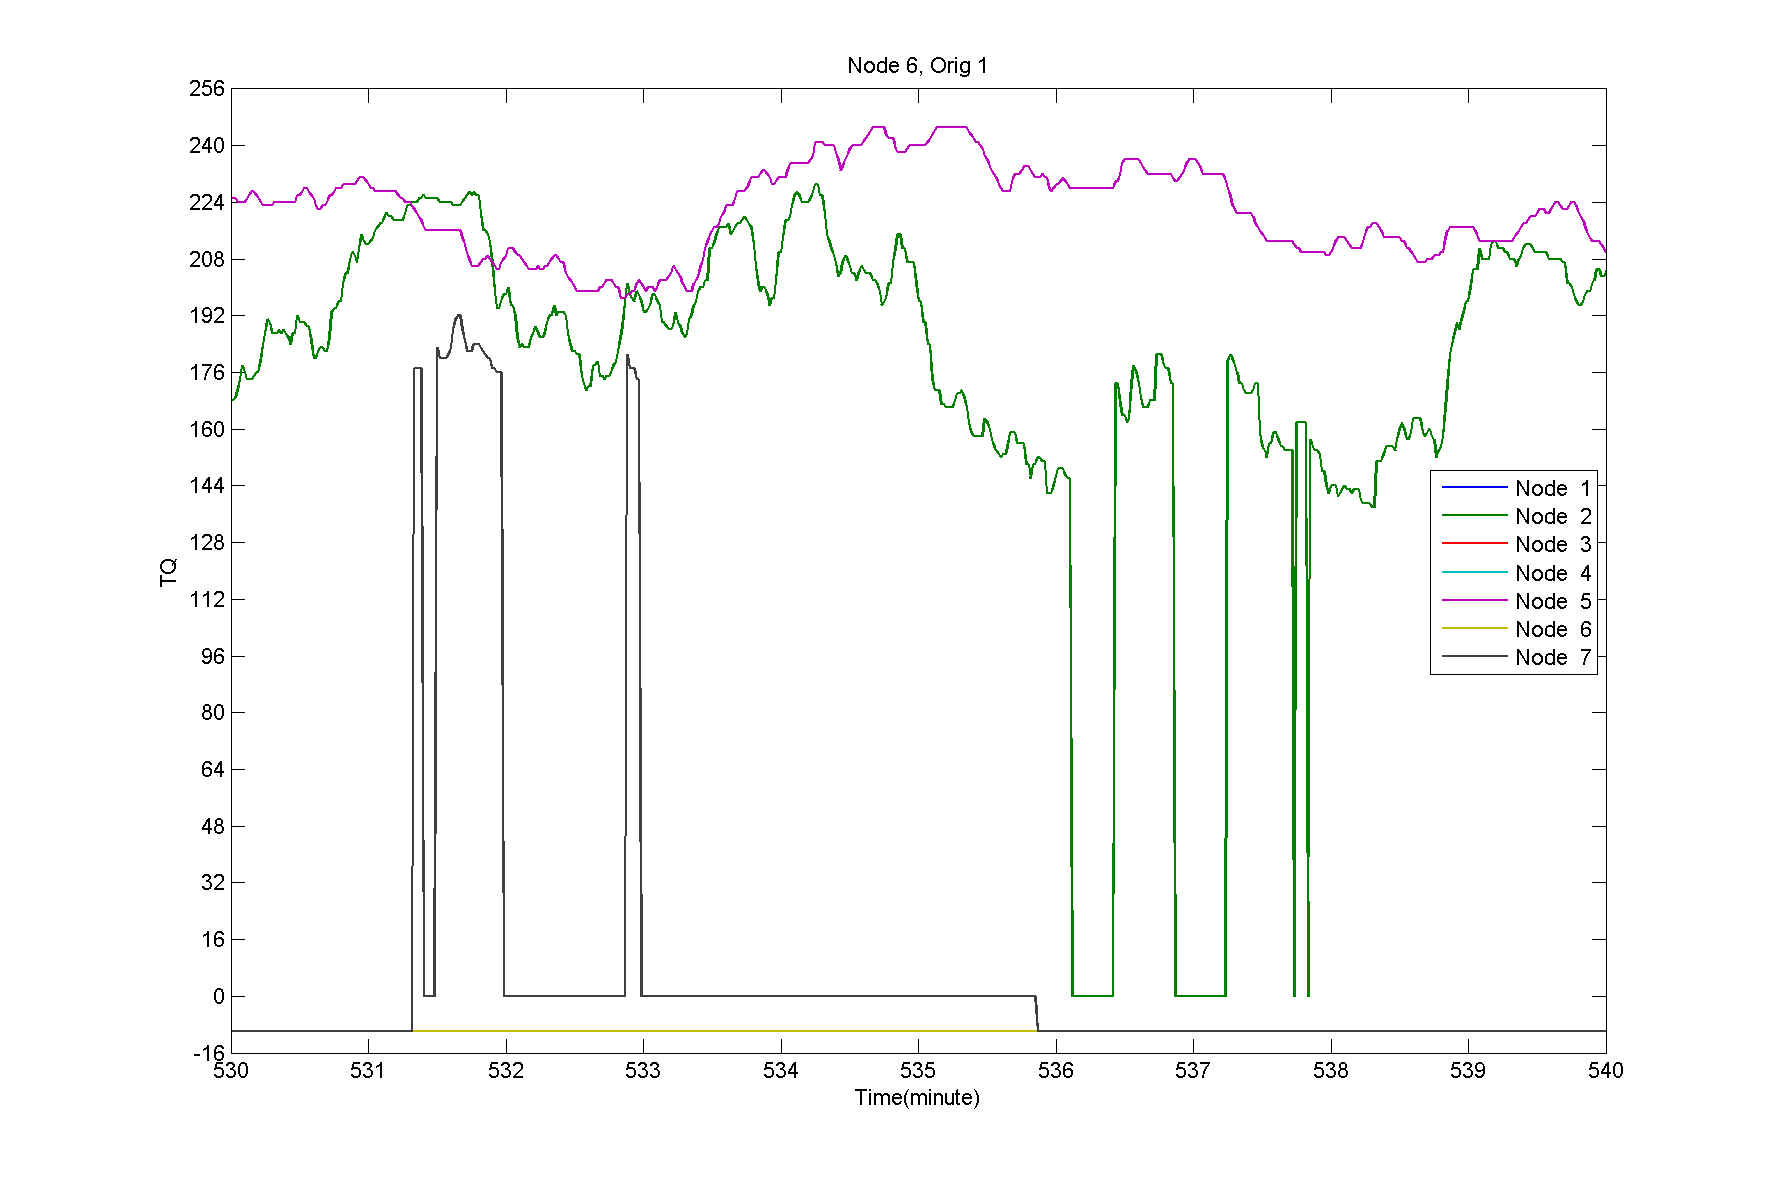 Node 6, Orig 1
256
240
224
208
192
176
160
144
128
112
96
80
64
48
32
16
0
-16
TQ
530 531 532 533 534 535 536 537 538 539 540
Time(minute)
Node 1
Node 2
Node 3
Node 4
Node 5
Node 6
Node 7